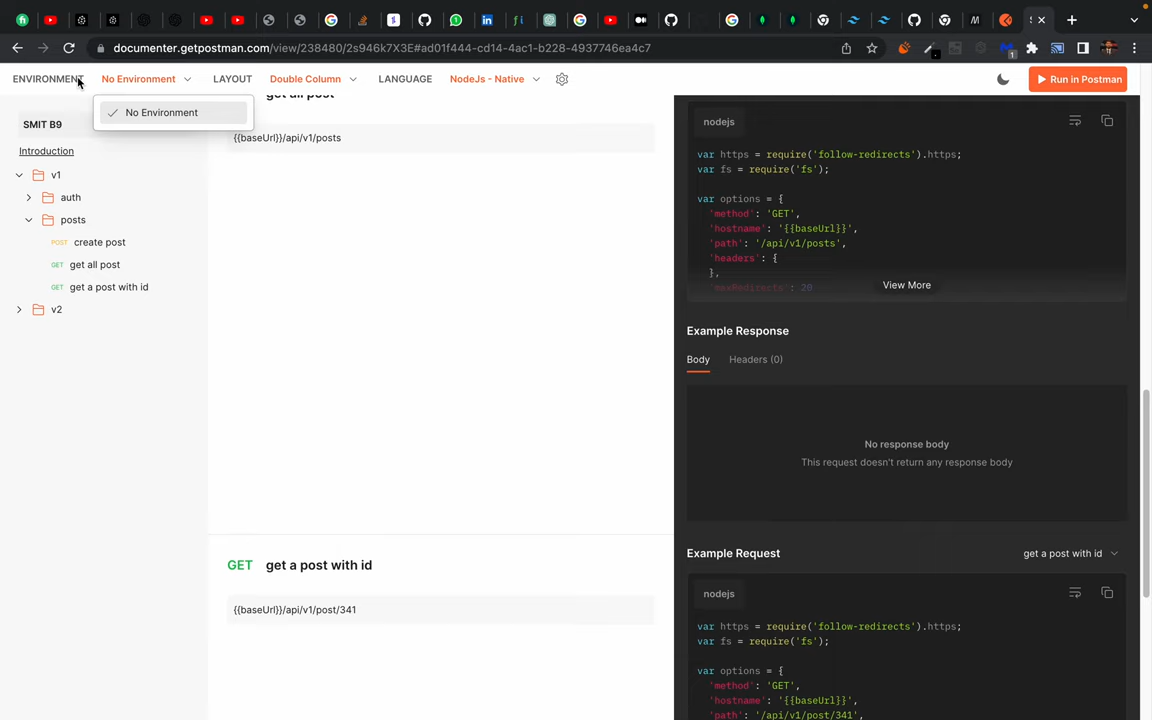 documenter.getpostman.com/view/238480/2s946k7X3E#ad01f444-cd14-4ac1-b228-4937746ea4c7
ENVIRONMENT No Environment LAYOUT Double Column LANGUAGE NodeJs - Native Run in Postman
No Environment
SMIT B9
Introduction
v1
auth
posts
POST create post
GET get all post
GET get a post with id
v2
get all post
{{baseUrl}}/api/v1/posts
GET get a post with id
{{baseUrl}}/api/v1/post/341
nodejs
var https = require('follow-redirects').https;
var fs = require('fs');
var options = {
'method': 'GET',
'hostname': '{{baseUrl}}',
'path': '/api/v1/posts',
'headers': {
},
'maxRedirects': 20
View More
Example Response
Body Headers (0)
No response body
This request doesn't return any response body
Example Request get a post with id
nodejs
var https = require('follow-redirects').https;
var fs = require('fs');
var options = {
'method': 'GET',
'hostname': '{{baseUrl}}',
'path': '/api/v1/post/341',